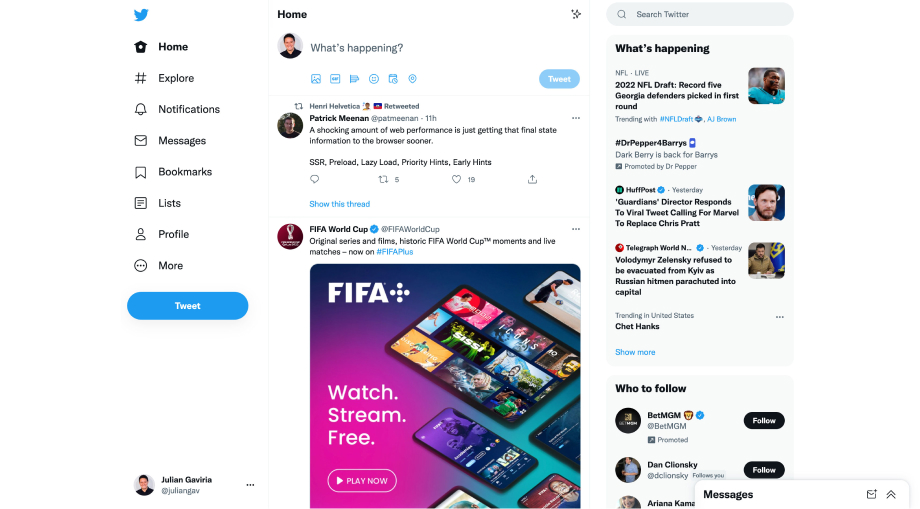 Home
Explore
Notifications
Messages
Bookmarks
Lists
Profile
More
Tweet
Julian Gaviria
@juliangav
Home
What's happening?
GIF
Tweet
Henri Helvetica Retweeted
Patrick Meenan @patmeenan · 11h
A shocking amount of web performance is just getting that final state
information to the browser sooner.
SSR, Preload, Lazy Load, Priority Hints, Early Hints
5
19
Show this thread
FIFA World Cup @FIFAWorldCup
Original series and films, historic FIFA World Cup™ moments and live
matches – now on #FIFAPlus
FIFA
Watch.
Stream.
Free.
PLAY NOW
ICONS
Search Twitter
What's happening
NFL · LIVE
2022 NFL Draft: Record five
Georgia defenders picked in first
round
Trending with #NFLDraft , AJ Brown
#DrPepper4Barrys
Dark Berry is back for Barrys
Promoted by Dr Pepper
HuffPost · Yesterday
'Guardians' Director Responds
To Viral Tweet Calling For Marvel
To Replace Chris Pratt
Telegraph World N... · Yesterday
Volodymyr Zelensky refused to
be evacuated from Kyiv as
Russian hitmen parachuted into
capital
Trending in United States
Chet Hanks
Show more
Who to follow
BETMGM
BetMGM
@BetMGM
Promoted
Follow
Dan Clionsky
@dclionsky Follows you
Follow
Ariana Kama
Messages